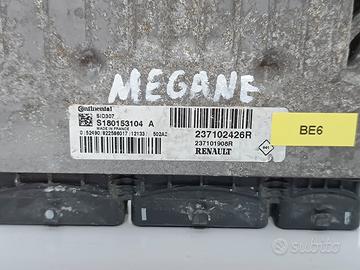 MEGANE
Continental
SID307
S180153104 A
MADE IN FRANCE
237102426R
237101908R
RENAULT
BE6
subito